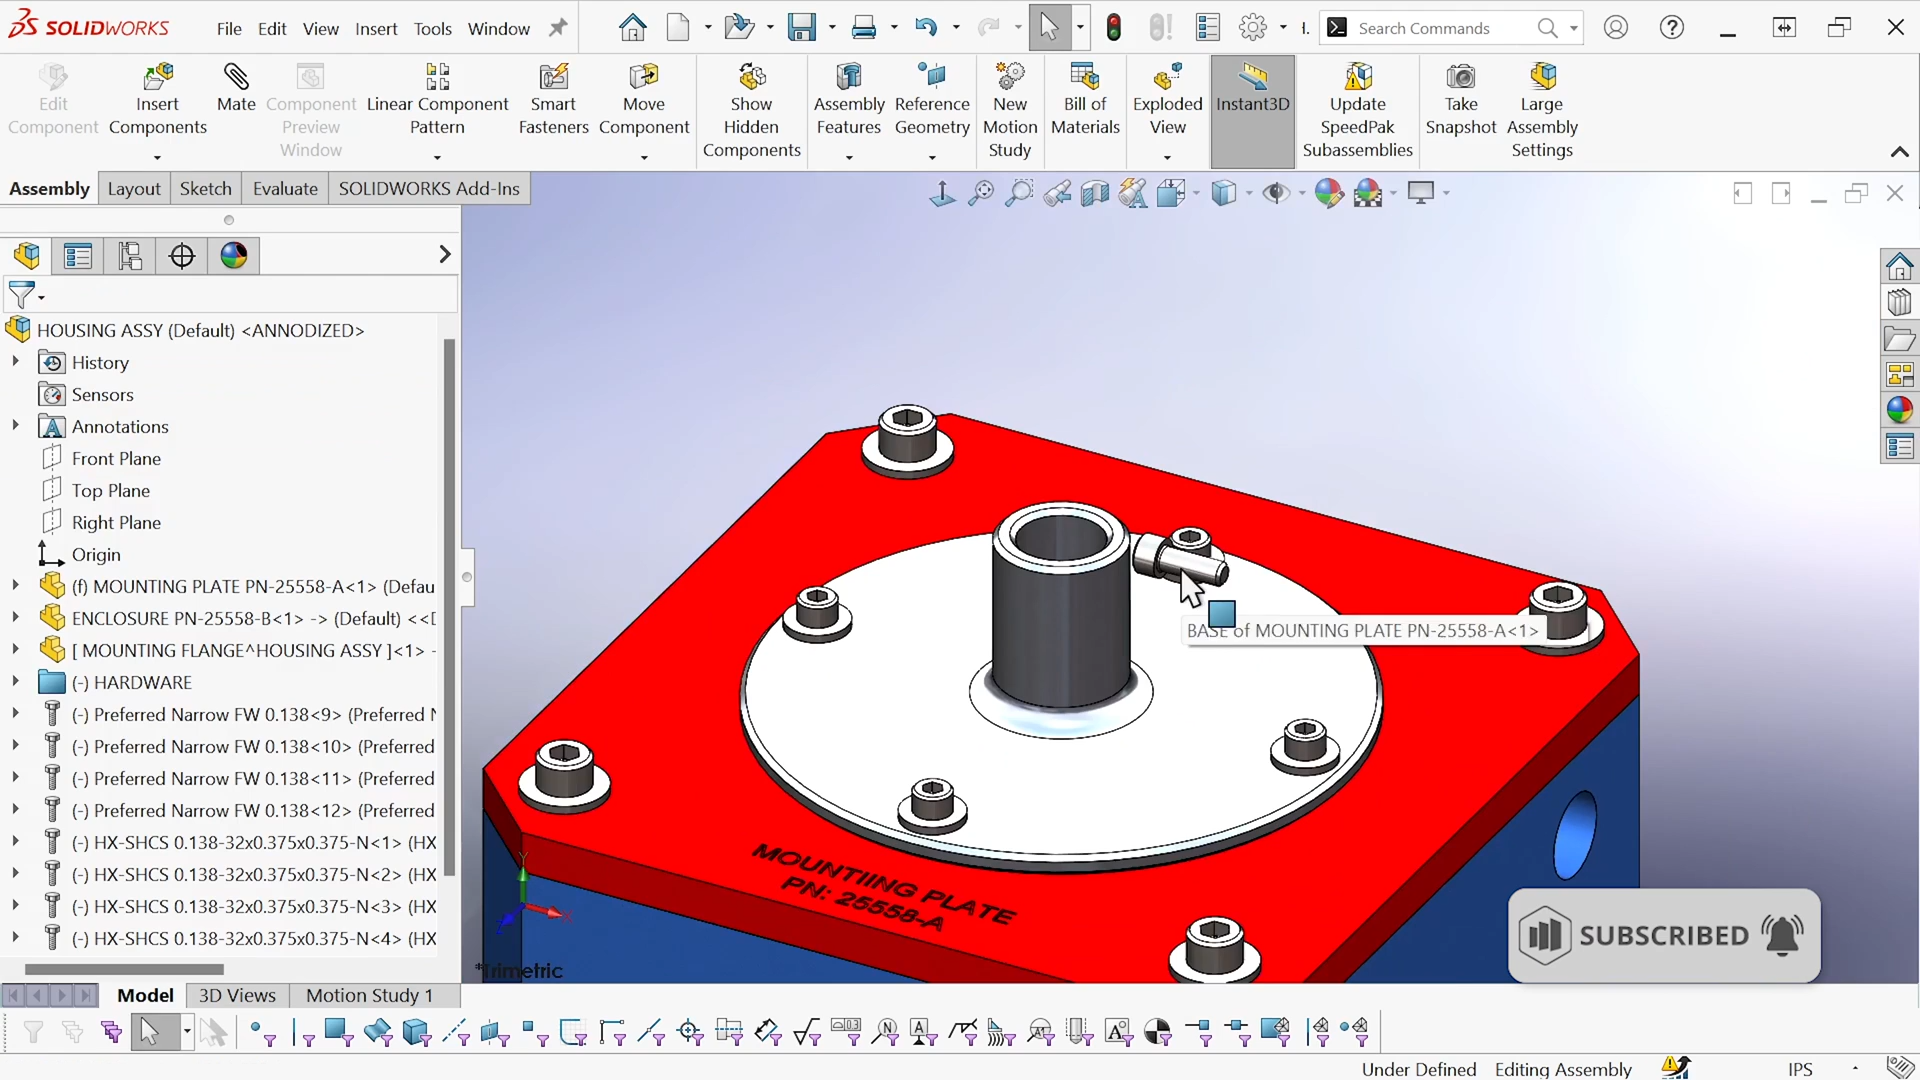 SOLIDWORKS
File Edit View Insert Tools Window
I.
Search Commands
Edit Component
Insert Components
Mate
Component Preview Window
Linear Component Pattern
Smart Fasteners
Move Component
Show Hidden Components
Assembly Features
Reference Geometry
New Motion Study
Bill of Materials
Exploded View
Instant3D
Update SpeedPak Subassemblies
Take Snapshot
Large Assembly Settings
Assembly Layout Sketch Evaluate SOLIDWORKS Add-Ins
HOUSING ASSY (Default) <ANNODIZED>
History
Sensors
Annotations
Front Plane
Top Plane
Right Plane
Origin
(f) MOUNTING PLATE PN-25558-A<1> (Defau
ENCLOSURE PN-25558-B<1> -> (Default) <<D
[ MOUNTING FLANGE^HOUSING ASSY ]<1> -
(-) HARDWARE
(-) Preferred Narrow FW 0.138<9> (Preferred N
(-) Preferred Narrow FW 0.138<10> (Preferred
(-) Preferred Narrow FW 0.138<11> (Preferred
(-) Preferred Narrow FW 0.138<12> (Preferred
(-) HX-SHCS 0.138-32x0.375x0.375-N<1> (HX
(-) HX-SHCS 0.138-32x0.375x0.375-N<2> (HX
(-) HX-SHCS 0.138-32x0.375x0.375-N<3> (HX
(-) HX-SHCS 0.138-32x0.375x0.375-N<4> (HX
BASE of MOUNTING PLATE PN-25558-A<1>
MOUNTIING PLATE
PN: 25558-A
SUBSCRIBED
*Trimetric
Model 3D Views Motion Study 1
Under Defined Editing Assembly IPS